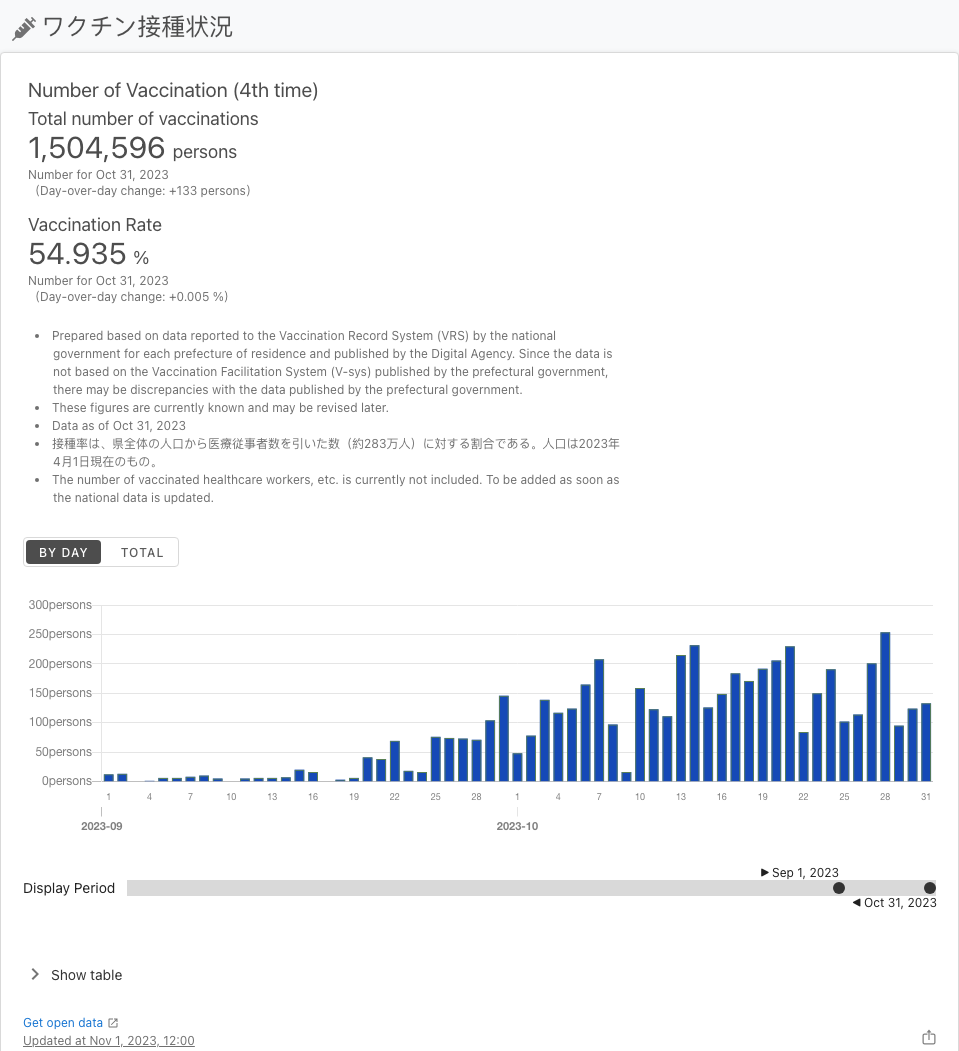 ワクチン接種状況
Number of Vaccination (4th time)
Total number of vaccinations
1,504,596 persons
Number for Oct 31, 2023
(Day-over-day change: +133 persons)
Vaccination Rate
54.935 %
Number for Oct 31, 2023
(Day-over-day change: +0.005 %)
• Prepared based on data reported to the Vaccination Record System (VRS) by the national
government for each prefecture of residence and published by the Digital Agency. Since the data is
not based on the Vaccination Facilitation System (V-sys) published by the prefectural government,
there may be discrepancies with the data published by the prefectural government.
• These figures are currently known and may be revised later.
• Data as of Oct 31, 2023
• 接種率は、県全体の人口から医療従事者数を引いた数（約283万人）に対する割合である。人口は2023年
4月1日現在のもの。
• The number of vaccinated healthcare workers, etc. is currently not included. To be added as soon as
the national data is updated.
BY DAY TOTAL
300persons
250persons
200persons
150persons
100persons
50persons
0persons
1 4 7 10 13 16 19 22 25 28 1 4 7 10 13 16 19 22 25 28 31
2023-09 2023-10
Sep 1, 2023
Display Period
Oct 31, 2023
Show table
Get open data
Updated at Nov 1, 2023, 12:00